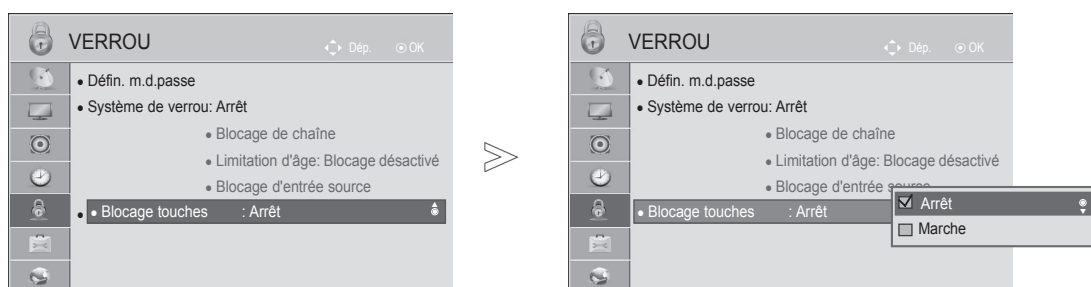 VERROU
Dép. OK
• Défin. m.d.passe
• Système de verrou: Arrêt
• Blocage de chaîne
• Limitation d'âge: Blocage désactivé
• Blocage d'entrée source
• • Blocage touches : Arrêt
VERROU
Dép. OK
• Défin. m.d.passe
• Système de verrou: Arrêt
• Blocage de chaîne
• Limitation d'âge: Blocage désactivé
• Blocage d'entrée source
• Blocage touches : Arrêt
Arrêt
Marche